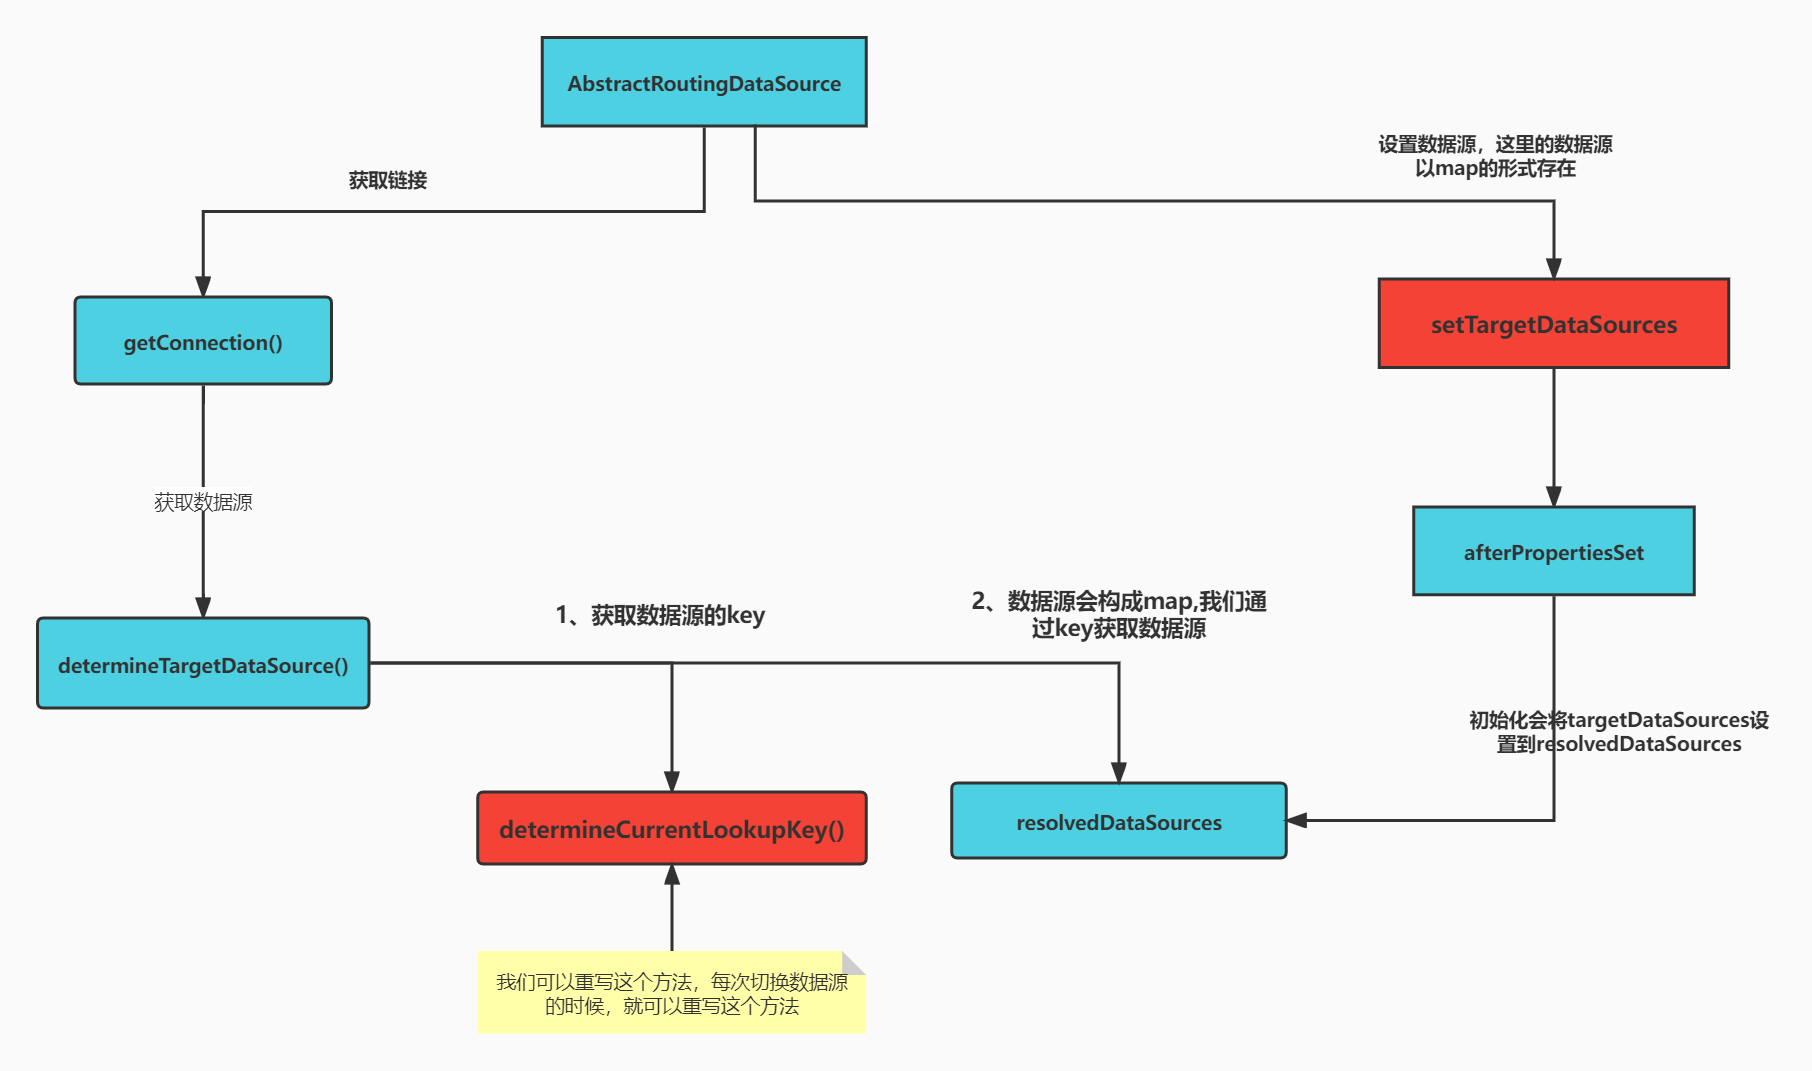 AbstractRoutingDataSource
获取链接
设置数据源，这里的数据源
以map的形式存在
getConnection()
setTargetDataSources
获取数据源
afterPropertiesSet
determineTargetDataSource()
1、获取数据源的key
2、数据源会构成map,我们通
过key获取数据源
初始化会将targetDataSources设
置到resolvedDataSources
determineCurrentLookupKey()
resolvedDataSources
我们可以重写这个方法，每次切换数据源
的时候，就可以重写这个方法